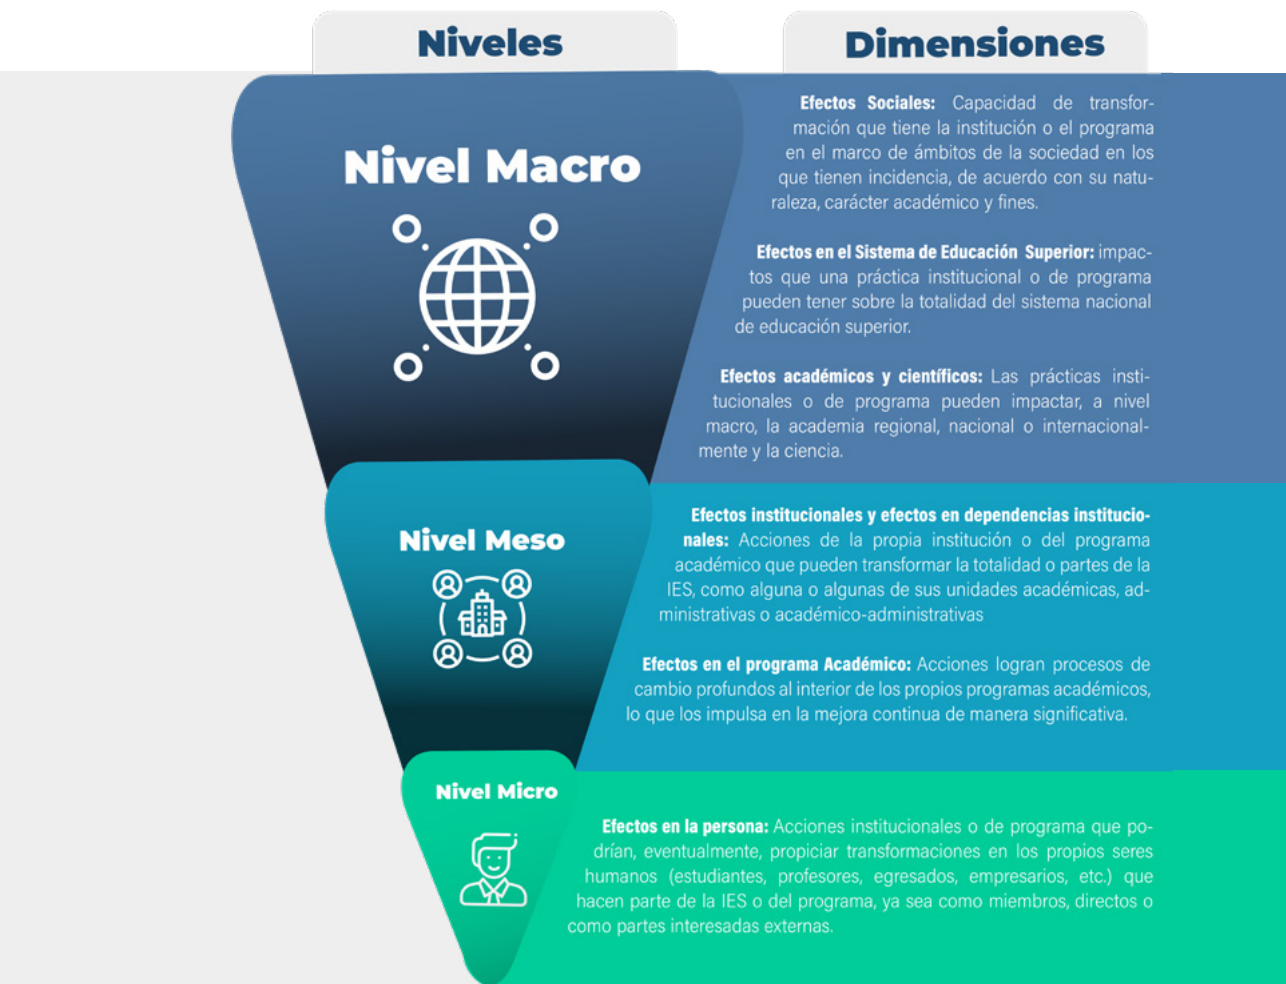 Niveles
Dimensiones
Nivel Macro
Efectos Sociales: Capacidad de transfor-
mación que tiene la institución o el programa
en el marco de ámbitos de la sociedad en los
que tienen incidencia, de acuerdo con su natu-
raleza, carácter académico y fines.
Efectos en el Sistema de Educación Superior: impac-
tos que una práctica institucional o de programa
pueden tener sobre la totalidad del sistema nacional
de educación superior.
Efectos académicos y científicos: Las prácticas insti-
tucionales o de programa pueden impactar, a nivel
macro, la academia regional, nacional o internacional-
mente y la ciencia.
Nivel Meso
Efectos institucionales y efectos en dependencias institucio-
nales: Acciones de la propia institución o del programa
académico que pueden transformar la totalidad o partes de la
IES, como alguna o algunas de sus unidades académicas, ad-
ministrativas o académico-administrativas
Efectos en el programa Académico: Acciones logran procesos de
cambio profundos al interior de los propios programas académicos,
lo que los impulsa en la mejora continua de manera significativa.
Nivel Micro
Efectos en la persona: Acciones institucionales o de programa que po-
drían, eventualmente, propiciar transformaciones en los propios seres
humanos (estudiantes, profesores, egresados, empresarios, etc.) que
hacen parte de la IES o del programa, ya sea como miembros, directos o
como partes interesadas externas.